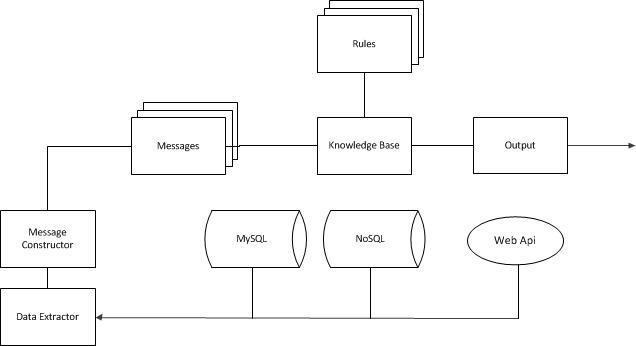 Rules
Messages
Knowledge Base
Output
Message
Constructor
MySQL
NoSQL
Web Api
Data Extractor